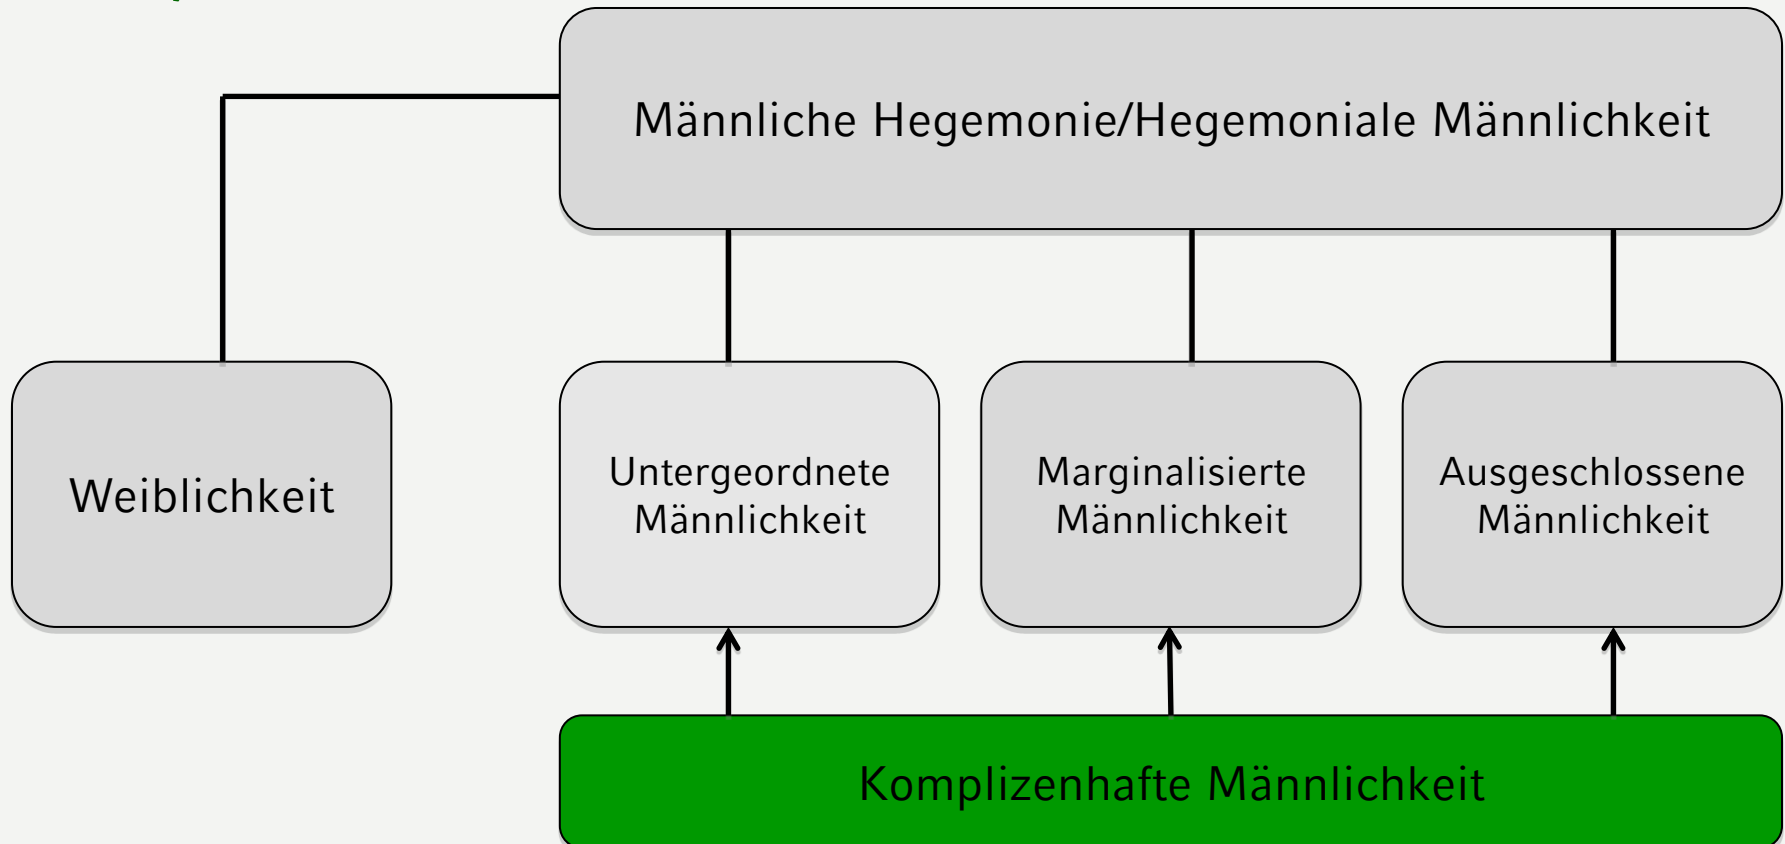 Männliche Hegemonie/Hegemoniale Männlichkeit
Weiblichkeit
Untergeordnete
Männlichkeit
Marginalisierte
Männlichkeit
Ausgeschlossene
Männlichkeit
Komplizenhafte Männlichkeit